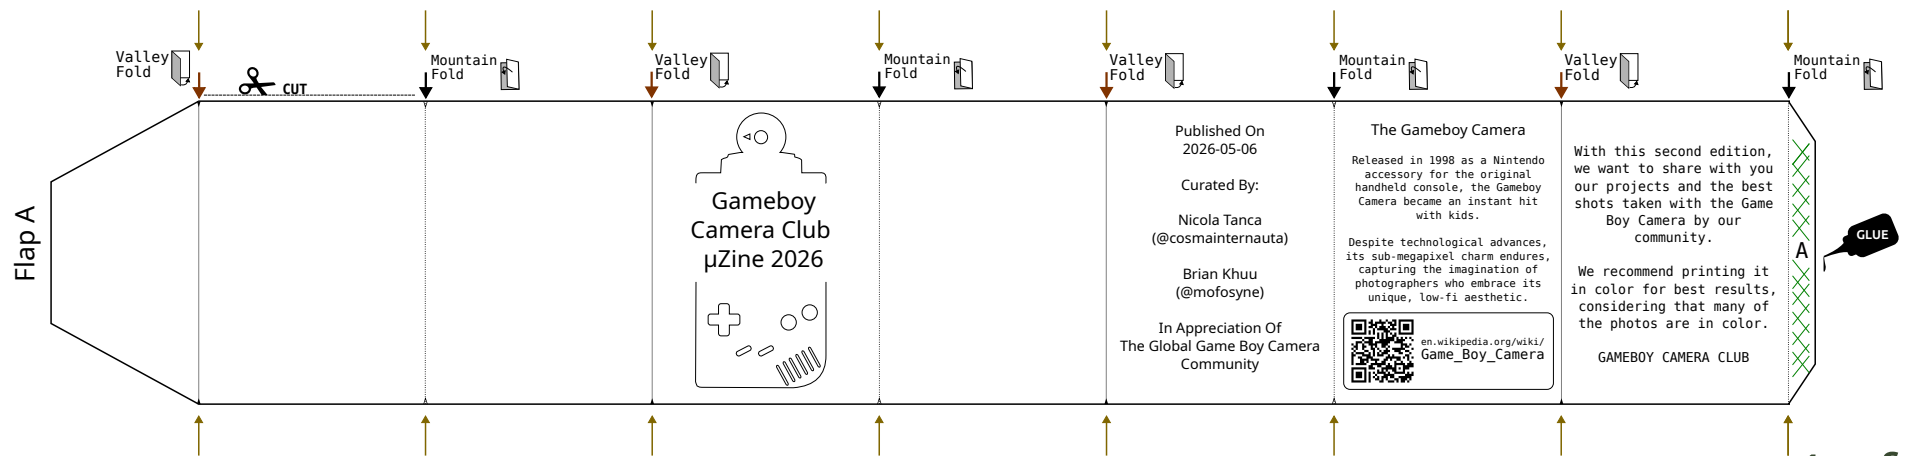 Valley
Fold
CUT
Mountain
Fold
Valley
Fold
Mountain
Fold
Valley
Fold
Mountain
Fold
Valley
Fold
Mountain
Fold
Flap A
Gameboy
Camera Club
µZine 2026
Published On
2026-05-06
Curated By:
Nicola Tanca
(@cosmainternauta)
Brian Khuu
(@mofosyne)
In Appreciation Of
The Global Game Boy Camera
Community
The Gameboy Camera
Released in 1998 as a Nintendo
accessory for the original
handheld console, the Gameboy
Camera became an instant hit
with kids.
Despite technological advances,
its sub-megapixel charm endures,
capturing the imagination of
photographers who embrace its
unique, low-fi aesthetic.
en.wikipedia.org/wiki/
Game_Boy_Camera
With this second edition,
we want to share with you
our projects and the best
shots taken with the Game
Boy Camera by our
community.
We recommend printing it
in color for best results,
considering that many of
the photos are in color.
GAMEBOY CAMERA CLUB
A
GLUE